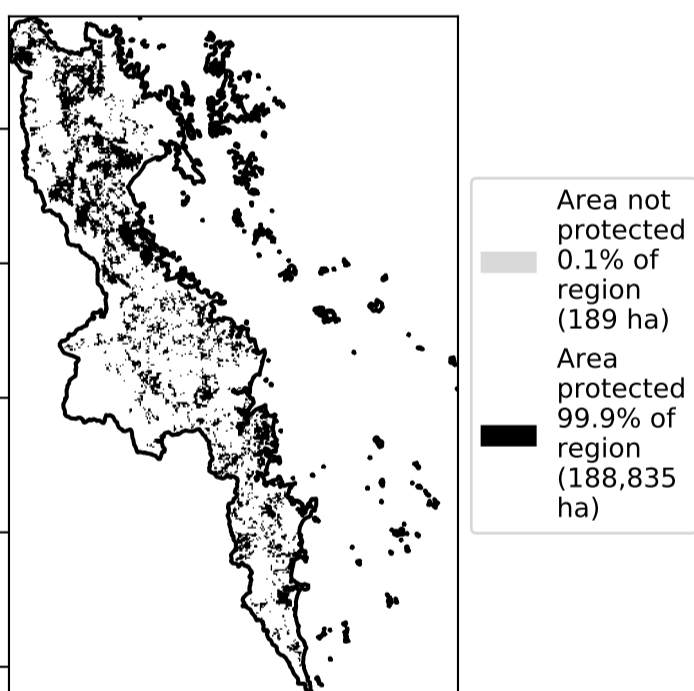 Area not
protected
0.1% of
region
(189 ha)
Area
protected
99.9% of
region
(188,835
ha)